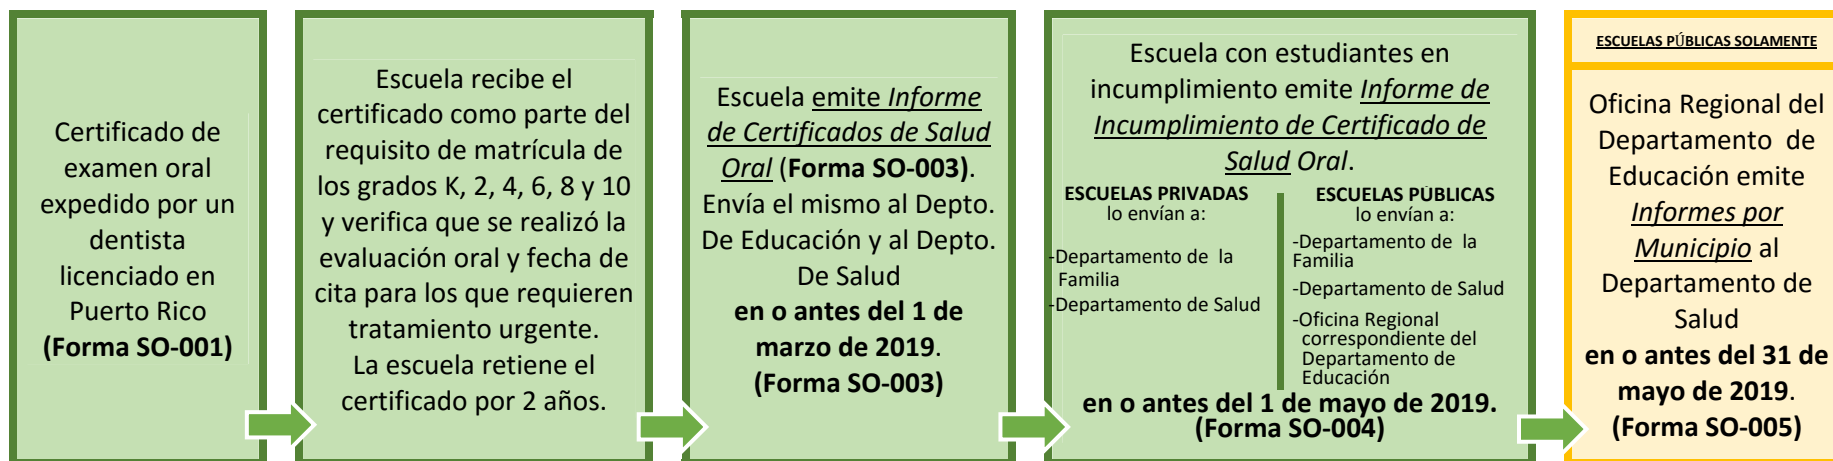 Certificado de
examen oral
expedido por un
dentista
licenciado en
Puerto Rico
(Forma SO-001)
Escuela recibe el
certificado como parte del
requisito de matrícula de
los grados K, 2, 4, 6, 8 y 10
y verifica que se realizó la
evaluación oral y fecha de
cita para los que requieren
tratamiento urgente.
La escuela retiene el
certificado por 2 años.
Escuela emite Informe
de Certificados de Salud
Oral (Forma SO-003).
Envía el mismo al Depto.
De Educación y al Depto.
De Salud
en o antes del 1 de
marzo de 2019.
(Forma SO-003)
Escuela con estudiantes en
incumplimiento emite Informe de
Incumplimiento de Certificado de
Salud Oral.
ESCUELAS PRIVADAS
lo envían a:
-Departamento de la
Familia
-Departamento de Salud
ESCUELAS PÚBLICAS
lo envían a:
-Departamento de la
Familia
-Departamento de Salud
-Oficina Regional
correspondiente del
Departamento de
Educación
en o antes del 1 de mayo de 2019.
(Forma SO-004)
ESCUELAS PÚBLICAS SOLAMENTE
Oficina Regional del
Departamento de
Educación emite
Informes por
Municipio al
Departamento de
Salud
en o antes del 31 de
mayo de 2019.
(Forma SO-005)